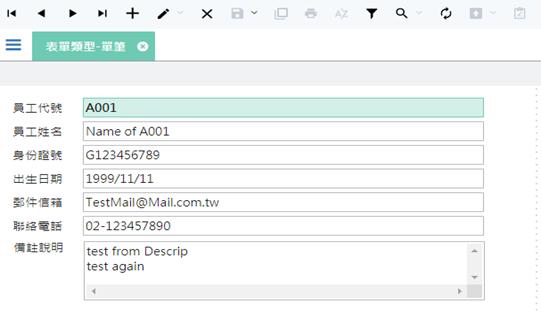 表單類型-單筆
員工代號 A001
員工姓名 Name of A001
身份證號 G123456789
出生日期 1999/11/11
郵件信箱 TestMail@Mail.com.tw
聯絡電話 02-123457890
備註說明 test from Descrip
test again